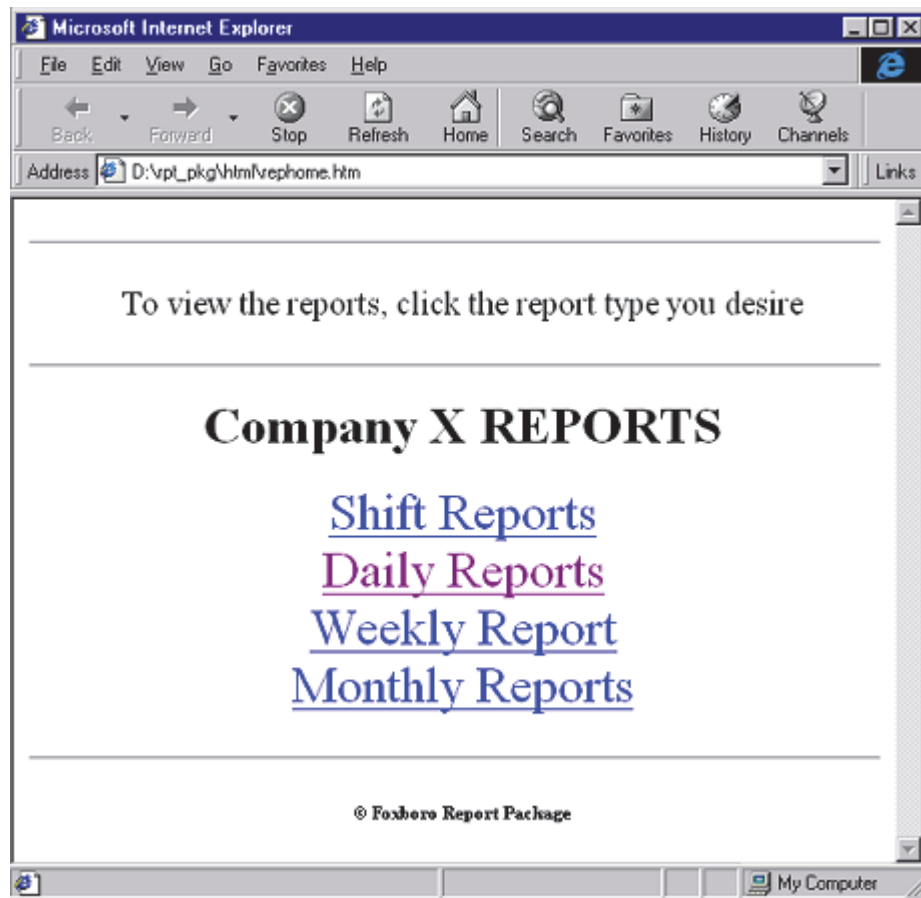 Microsoft Internet Explorer
File Edit View Go Favorites Help
Back Forward Stop Refresh Home Search Favorites History Channels
Address D:\rpt_pkg\html\rephome.htm Links
To view the reports, click the report type you desire
Company X REPORTS
Shift Reports
Daily Reports
Weekly Report
Monthly Reports
© Foxboro Report Package
My Computer